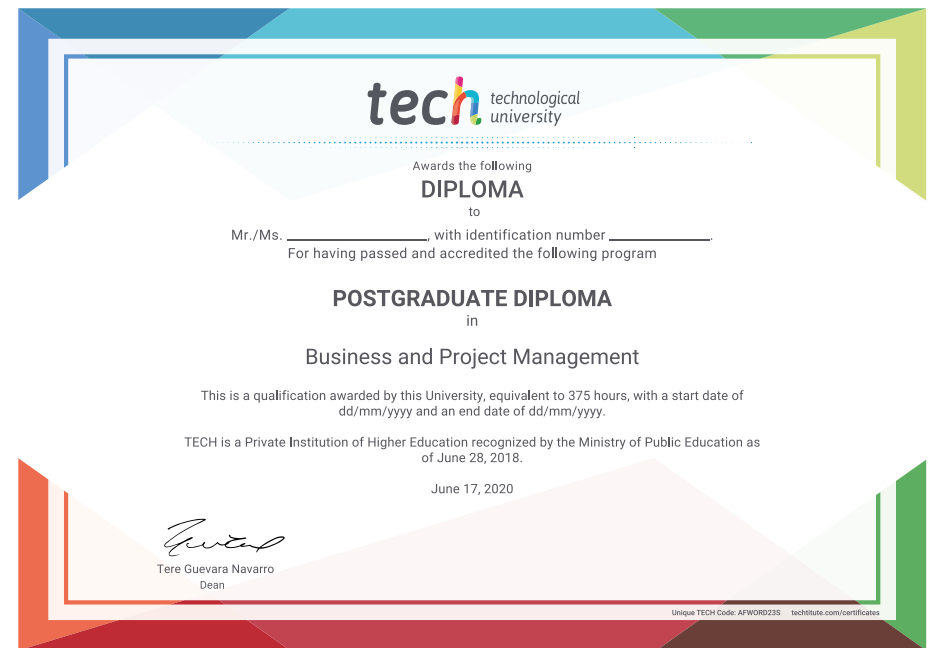 tech technological
university
Awards the following
DIPLOMA
to
Mr./Ms. ____________________, with identification number ______________.
For having passed and accredited the following program
POSTGRADUATE DIPLOMA
in
Business and Project Management
This is a qualification awarded by this University, equivalent to 375 hours, with a start date of
dd/mm/yyyy and an end date of dd/mm/yyyy.
TECH is a Private Institution of Higher Education recognized by the Ministry of Public Education as
of June 28, 2018.
June 17, 2020
Tere Guevara Navarro
Dean
Unique TECH Code: AFWORD23S techtitute.com/certificates